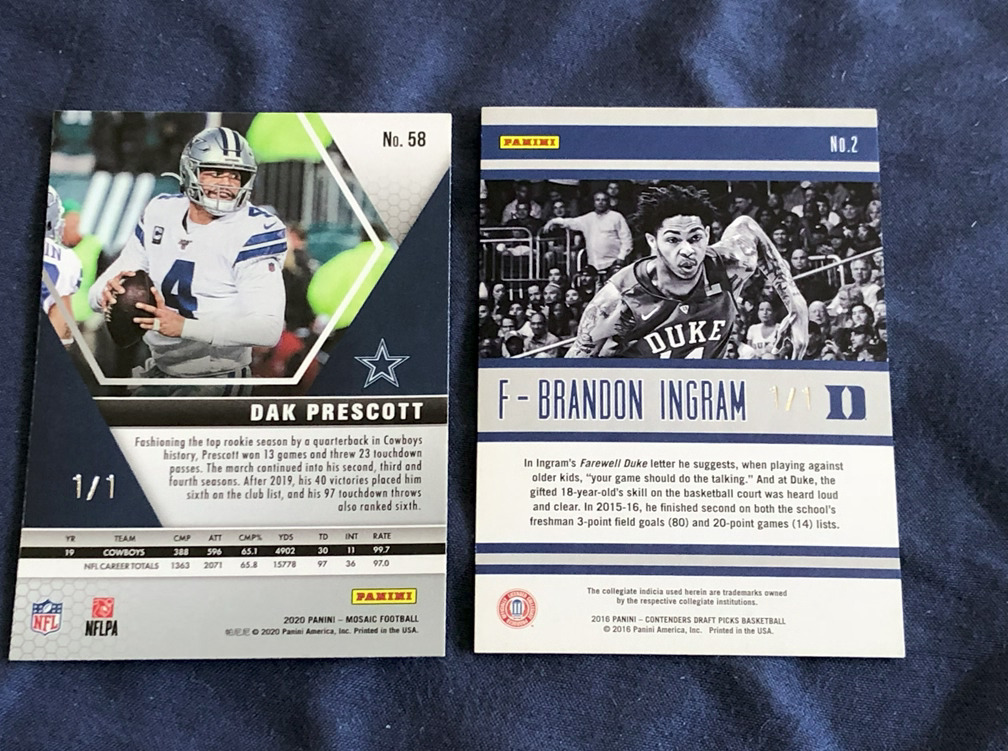 No. 58
4
4
DAK PRESCOTT
Fashioning the top rookie season by a quarterback in Cowboys
history, Prescott won 13 games and threw 23 touchdown
passes. The march continued into his second, third and
fourth seasons. After 2019, his 40 victories placed him
sixth on the club list, and his 97 touchdown throws
also ranked sixth.
1/1
YR TEAM CMP ATT CMP% YDS TD INT RATE
19 COWBOYS 388 596 65.1 4902 30 11 99.7
NFL CAREER TOTALS 1363 2071 65.8 15778 97 36 97.0
PANINI
NFL
NFLPA
2020 PANINI – MOSAIC FOOTBALL
帕尼尼 © 2020 Panini America, Inc. Printed in the USA.
PANINI
No.2
DUKE
F - BRANDON INGRAM 1/1 D
In Ingram's Farewell Duke letter he suggests, when playing against
older kids, “your game should do the talking.” And at Duke, the
gifted 18-year-old's skill on the basketball court was heard loud
and clear. In 2015-16, he finished second on both the school's
freshman 3-point field goals (80) and 20-point games (14) lists.
The collegiate indicia used herein are trademarks owned
by the respective collegiate institutions.
2016 PANINI – CONTENDERS DRAFT PICKS BASKETBALL
© 2016 Panini America, Inc. Printed in the USA.